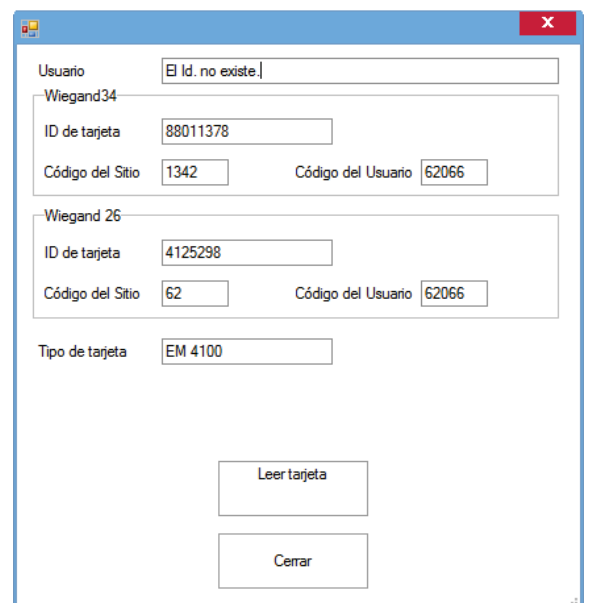 x
Usuario El Id. no existe.
Wiegand34
ID de tarjeta 88011378
Código del Sitio 1342 Código del Usuario 62066
Wiegand 26
ID de tarjeta 4125298
Código del Sitio 62 Código del Usuario 62066
Tipo de tarjeta EM 4100
Leer tarjeta
Cerrar